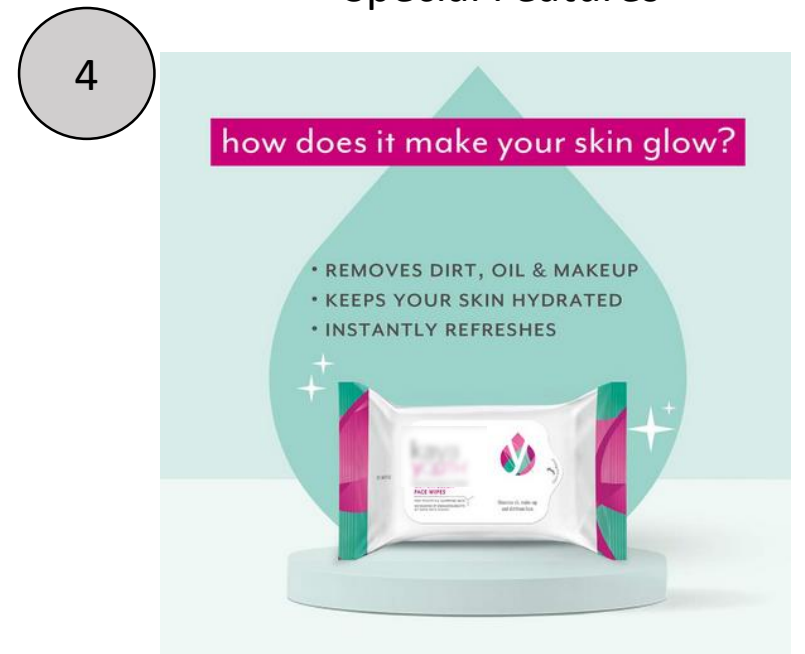 Special Features
4
how does it make your skin glow?
• REMOVES DIRT, OIL & MAKEUP
• KEEPS YOUR SKIN HYDRATED
• INSTANTLY REFRESHES
y
FACE WIPES